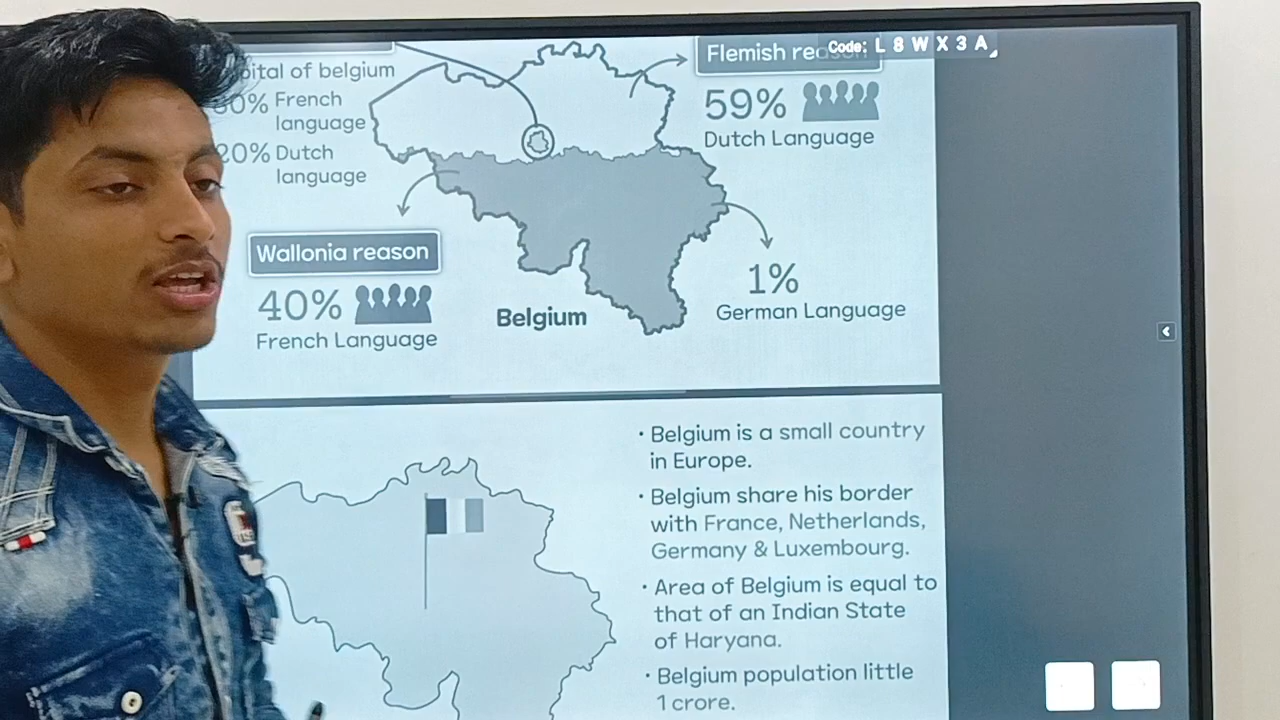 Code: L 8 W X 3 A
of belgium
French
language
20% Dutch
language
Flemish
59%
Dutch Language
Wallonia reason
40%
French Language
Belgium
1%
German Language
· Belgium is a small country
in Europe.
· Belgium share his border
with France, Netherlands,
Germany & Luxembourg.
· Area of Belgium is equal to
that of an Indian State
of Haryana.
· Belgium population little
1 crore.